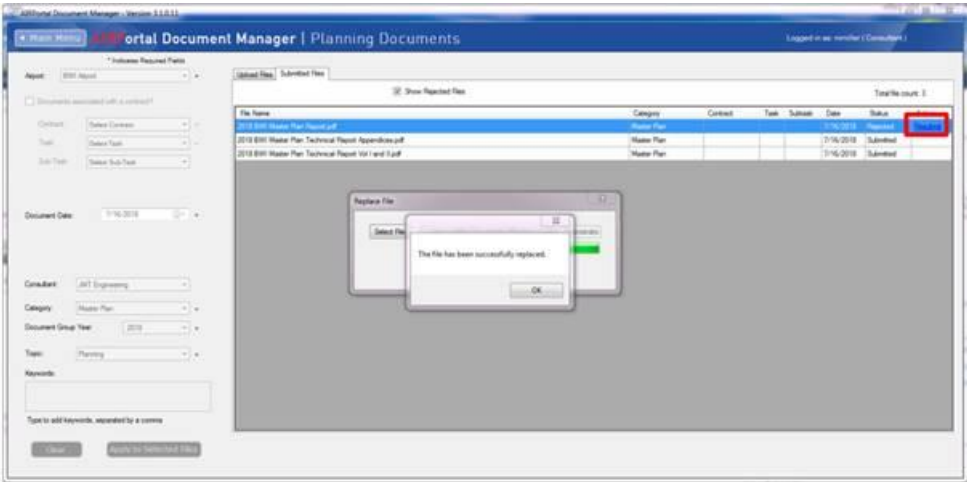 AIRPortal Document Manager - Version 3.1.0.11
Main Menu
AIRPortal Document Manager | Planning Documents
Logged in as: (Consultant)
* Indicates Required Fields
Airport: BWI Airport
Documents associated with a contract?
Contract: Select Contract
Task: Select Task
Sub Task: Select Sub Task
Document Date: 7/16/2018
Consultant: JMT Engineering
Category: Master Plan
Document Group Year: 2018
Topic: Planning
Keywords:
Type to add keywords, separated by a comma
Clear
Apply to Selected Files
Upload Files
Submitted Files
Show Rejected Files
Total file count: 3
File Name Category Contract Task Subtask Date Status
2018 BWI Master Plan Report.pdf Master Plan 7/16/2018 Rejected Resubmit
2018 BWI Master Plan Technical Report Appendices.pdf Master Plan 7/16/2018 Submitted
2018 BWI Master Plan Technical Report Vol I and II.pdf Master Plan 7/16/2018 Submitted
Replace File
Select File
The file has been successfully replaced.
OK